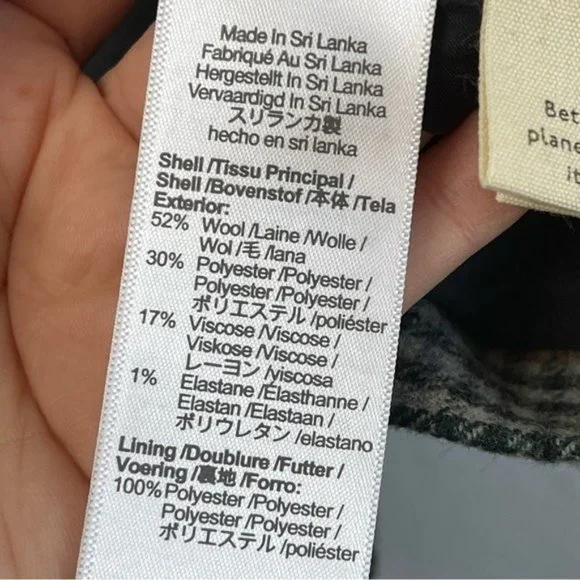 Made In Sri Lanka
Fabriqué Au Sri Lanka
Hergestellt In Sri Lanka
Vervaardigd In Sri Lanka
スリランカ製
hecho en sri lanka
Shell /Tissu Principal /
Shell /Bovenstof /本体 /Tela
Exterior:
52% Wool /Laine /Wolle /
Wol /毛 /lana
30% Polyester /Polyester /
Polyester /Polyester /
ポリエステル /poliéster
17% Viscose /Viscose /
Viskose /Viscose /
レーヨン /viscosa
1% Elastane /Élasthanne /
Elastan /Elastaan /
ポリウレタン /elastano
Lining /Doublure /Futter /
Voering /裏地 /Forro:
100% Polyester /Polyester /
Polyester /Polyester /
ポリエステル /poliéster
Bet
plane
it